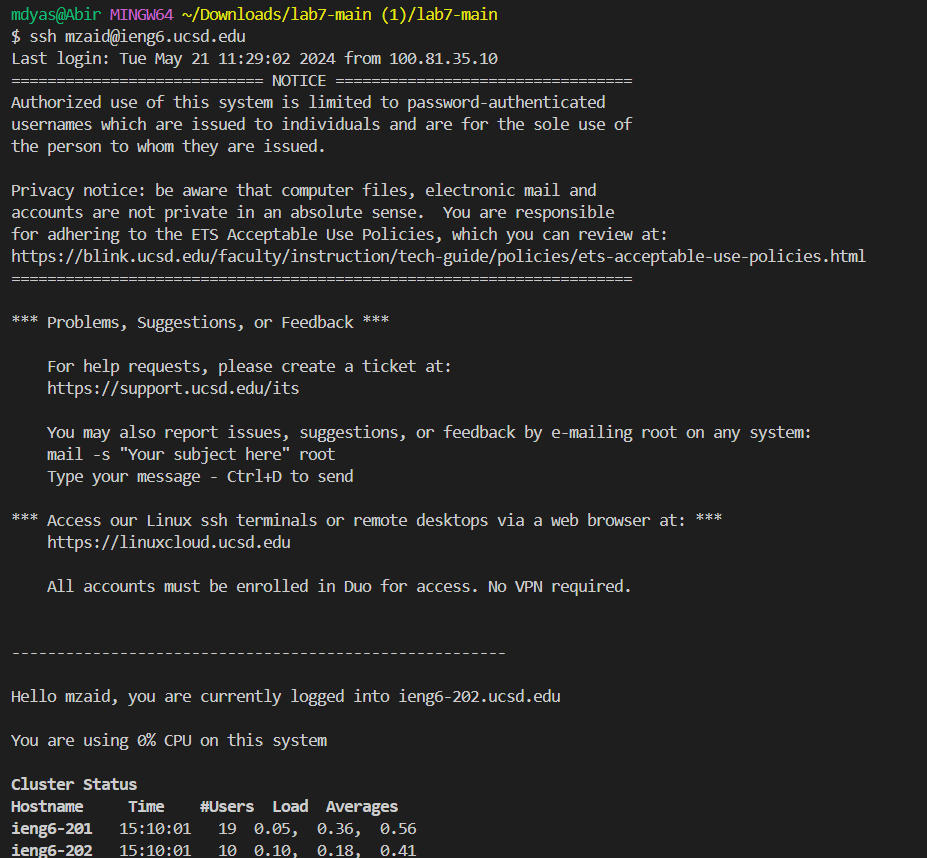 mdyas@Abir MINGW64 ~/Downloads/lab7-main (1)/lab7-main
$ ssh mzaid@ieng6.ucsd.edu
Last login: Tue May 21 11:29:02 2024 from 100.81.35.10
============================ NOTICE =================================
Authorized use of this system is limited to password-authenticated
usernames which are issued to individuals and are for the sole use of
the person to whom they are issued.

Privacy notice: be aware that computer files, electronic mail and
accounts are not private in an absolute sense.  You are responsible
for adhering to the ETS Acceptable Use Policies, which you can review at:
https://blink.ucsd.edu/faculty/instruction/tech-guide/policies/ets-acceptable-use-policies.html
=====================================================================

*** Problems, Suggestions, or Feedback ***

    For help requests, please create a ticket at:
    https://support.ucsd.edu/its

    You may also report issues, suggestions, or feedback by e-mailing root on any system:
    mail -s "Your subject here" root
    Type your message - Ctrl+D to send

*** Access our Linux ssh terminals or remote desktops via a web browser at: ***
    https://linuxcloud.ucsd.edu

    All accounts must be enrolled in Duo for access. No VPN required.


-------------------------------------------------------

Hello mzaid, you are currently logged into ieng6-202.ucsd.edu

You are using 0% CPU on this system

Cluster Status
Hostname     Time    #Users  Load  Averages
ieng6-201   15:10:01   19  0.05,  0.36,  0.56
ieng6-202   15:10:01   10  0.10,  0.18,  0.41